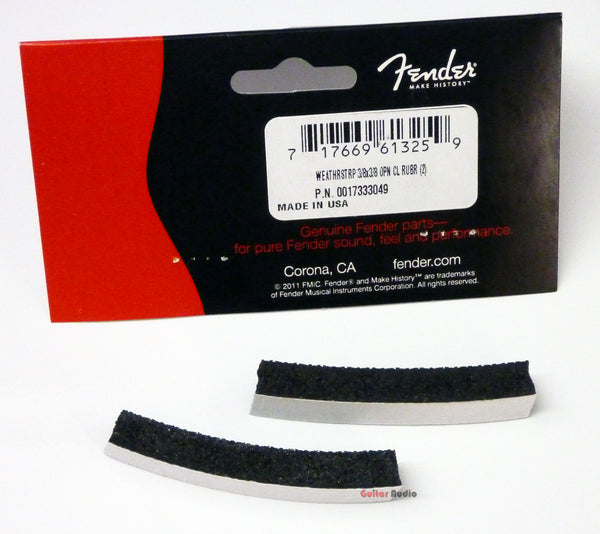 Fender
MAKE HISTORY™
7 17669 61325 9
WEATHRSTRP 3/8x3/8 OPN CL RUBR (2)
P.N. 0017333049
MADE IN USA
Genuine Fender parts—
for pure Fender sound, feel and performance.
Corona, CA fender.com
© 2011 FMIC. Fender® and Make History™ are trademarks
of Fender Musical Instruments Corporation. All rights reserved.
Guitar Audio